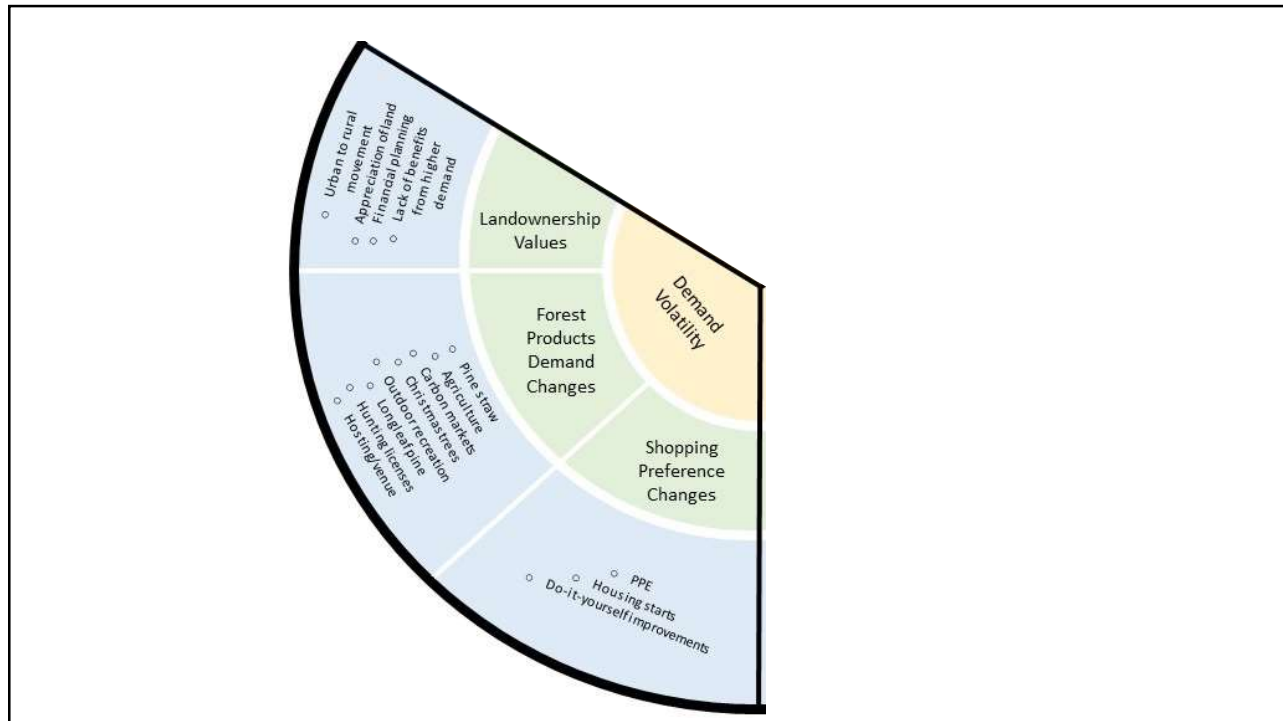 ○ Urban to rural
movement
○ Appreciation of land
○ Financial planning
○ Lack of benefits
from higher
demand
Landownership
Values
Demand
Volatility
Forest
Products
Demand
Changes
○ Pine straw
○ Agriculture
○ Carbon markets
○ Christmas trees
○ Outdoor recreation
○ Longleaf pine
○ Hunting licenses
○ Hosting/venue
Shopping
Preference
Changes
○ PPE
○ Housing starts
○ Do-it-yourself improvements